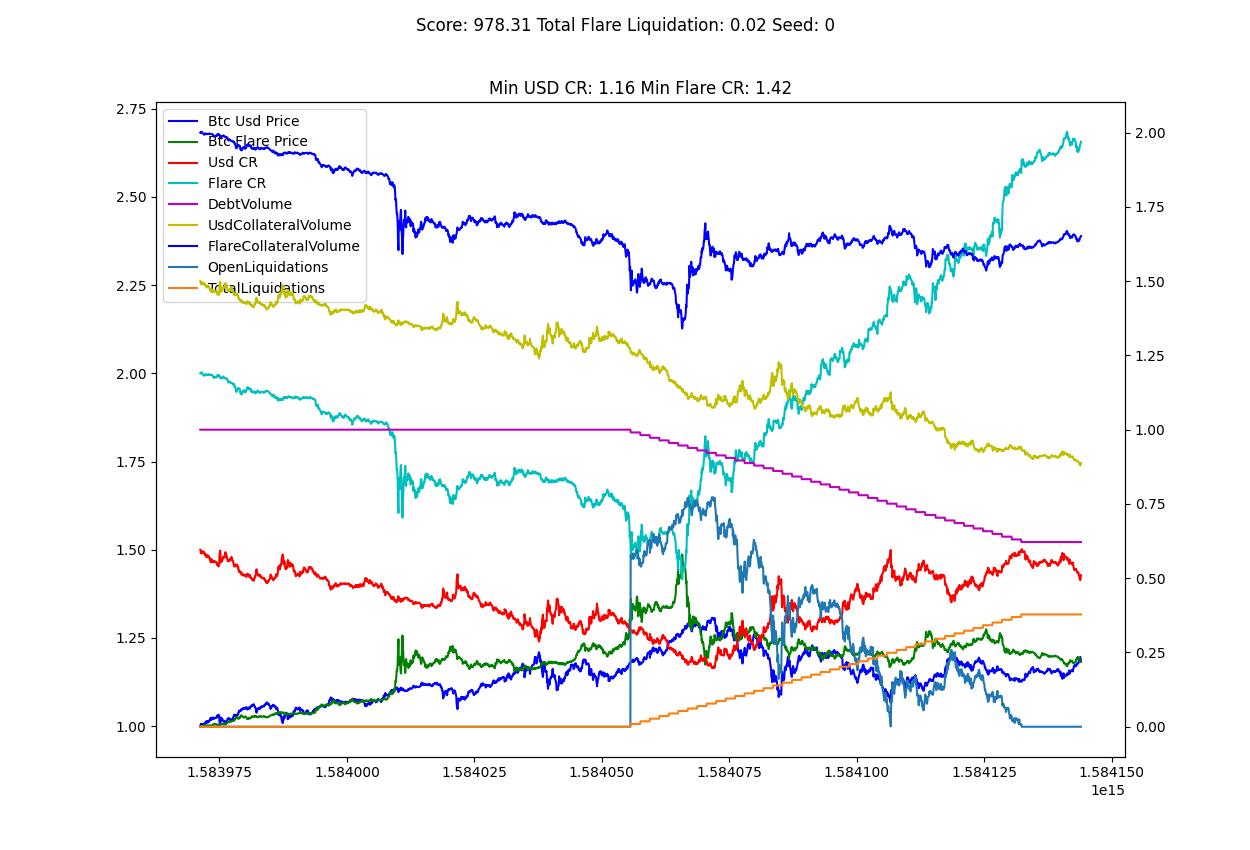 Score: 978.31 Total Flare Liquidation: 0.02 Seed: 0
Min USD CR: 1.16 Min Flare CR: 1.42
2.75
2.50
2.25
2.00
1.75
1.50
1.25
1.00
Btc Usd Price
Btc Flare Price
Usd CR
Flare CR
DebtVolume
UsdCollateralVolume
FlareCollateralVolume
OpenLiquidations
TotalLiquidations
2.00
1.75
1.50
1.25
1.00
0.75
0.50
0.25
0.00
1.583975 1.584000 1.584025 1.584050 1.584075 1.584100 1.584125 1.584150
1e15